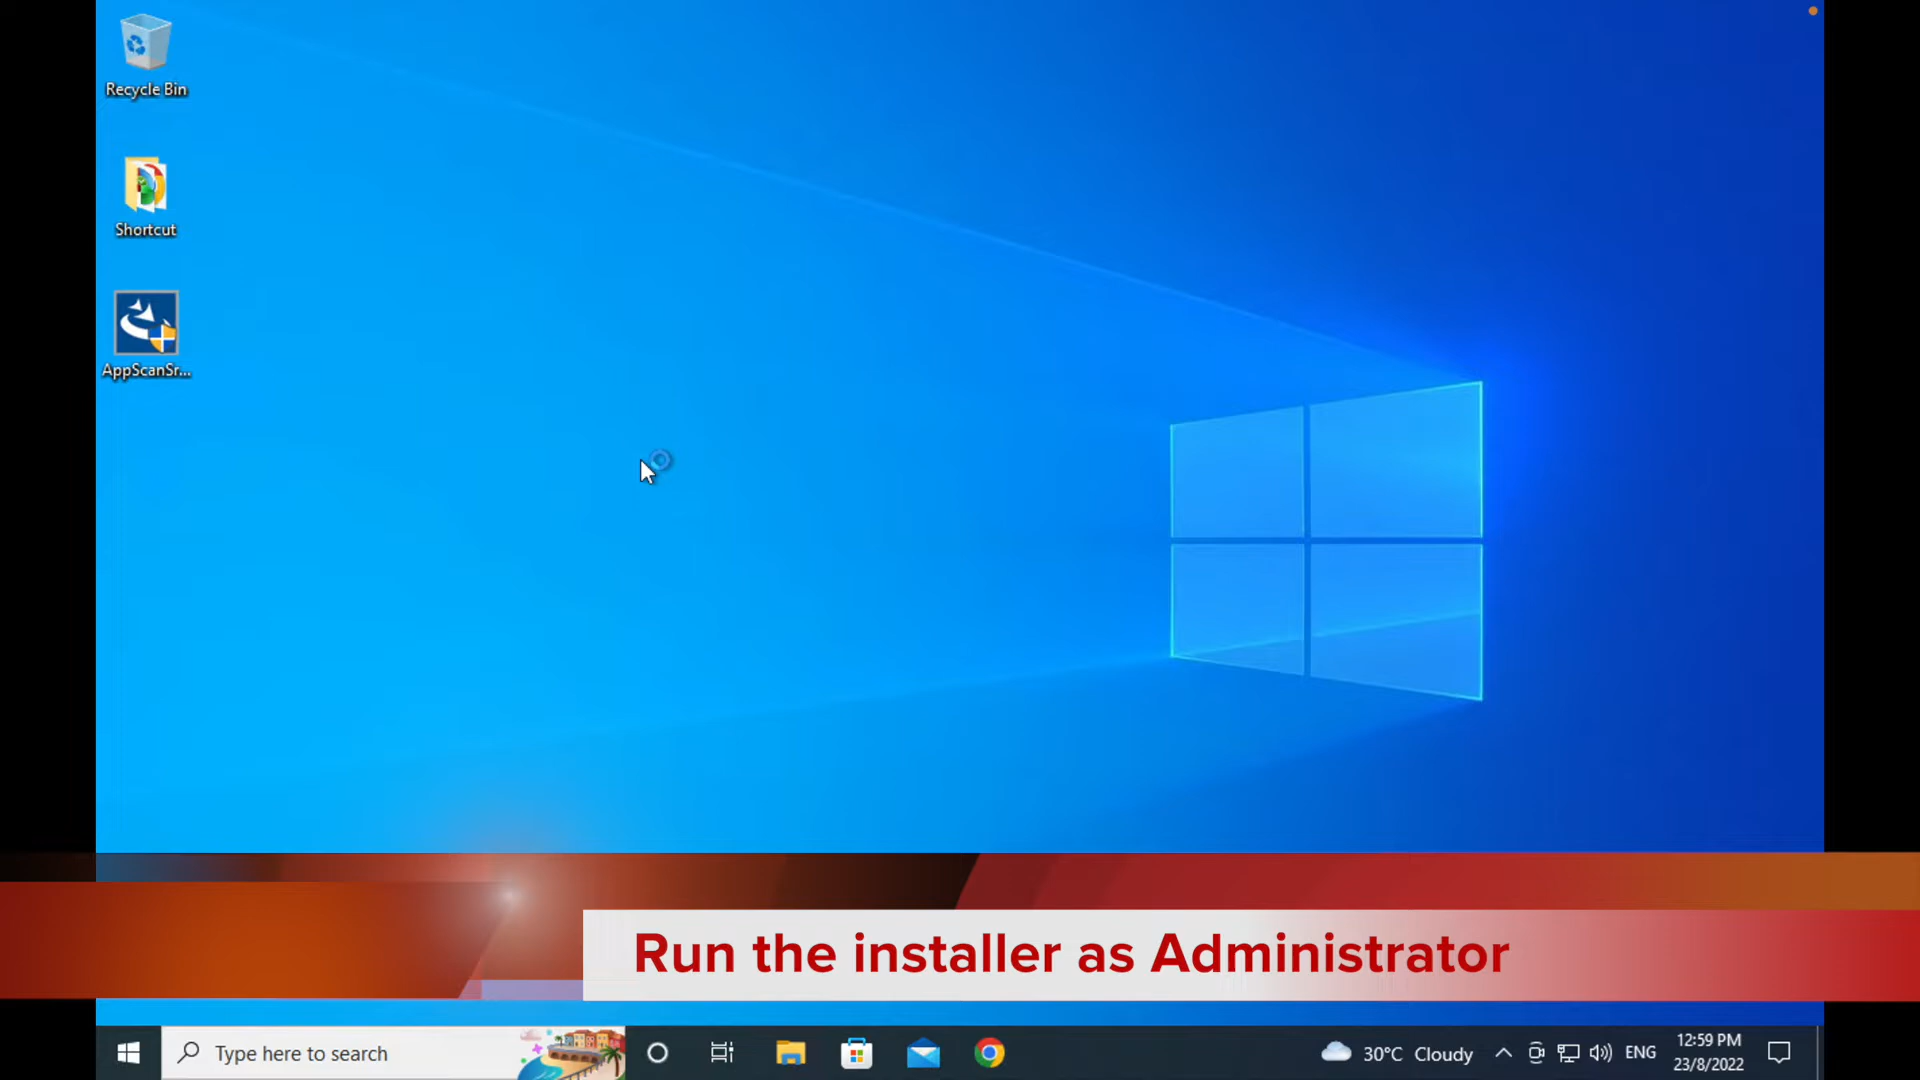 Recycle Bin
Shortcut
AppScanSr...
Run the installer as Administrator
Type here to search
30°C Cloudy
ENG
12:59 PM
23/8/2022